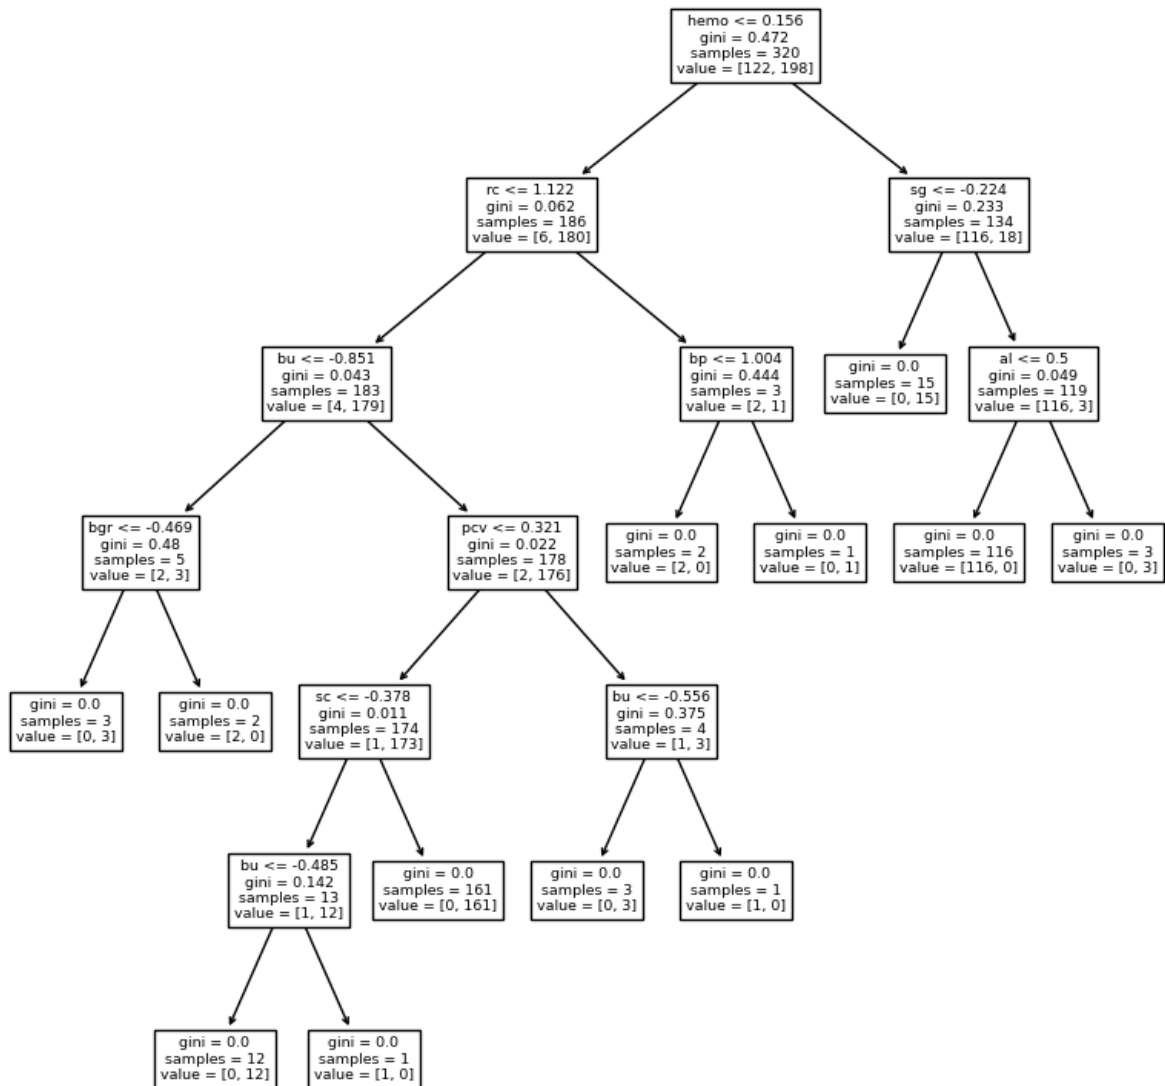 hemo <= 0.156
gini = 0.472
samples = 320
value = [122, 198]
rc <= 1.122
gini = 0.062
samples = 186
value = [6, 180]
sg <= -0.224
gini = 0.233
samples = 134
value = [116, 18]
bu <= -0.851
gini = 0.043
samples = 183
value = [4, 179]
bp <= 1.004
gini = 0.444
samples = 3
value = [2, 1]
gini = 0.0
samples = 15
value = [0, 15]
al <= 0.5
gini = 0.049
samples = 119
value = [116, 3]
bgr <= -0.469
gini = 0.48
samples = 5
value = [2, 3]
pcv <= 0.321
gini = 0.022
samples = 178
value = [2, 176]
gini = 0.0
samples = 2
value = [2, 0]
gini = 0.0
samples = 1
value = [0, 1]
gini = 0.0
samples = 116
value = [116, 0]
gini = 0.0
samples = 3
value = [0, 3]
gini = 0.0
samples = 3
value = [0, 3]
gini = 0.0
samples = 2
value = [2, 0]
sc <= -0.378
gini = 0.011
samples = 174
value = [1, 173]
bu <= -0.556
gini = 0.375
samples = 4
value = [1, 3]
bu <= -0.485
gini = 0.142
samples = 13
value = [1, 12]
gini = 0.0
samples = 161
value = [0, 161]
gini = 0.0
samples = 3
value = [0, 3]
gini = 0.0
samples = 1
value = [1, 0]
gini = 0.0
samples = 12
value = [0, 12]
gini = 0.0
samples = 1
value = [1, 0]